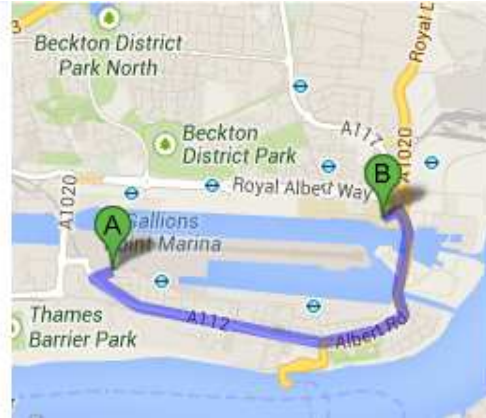 Beckton District
Park North
Royal
A117
A1020
Beckton
District Park
B
Royal Albert Way
A1020
A
Gallions
Point Marina
A112
Albert Rd
Thames
Barrier Park